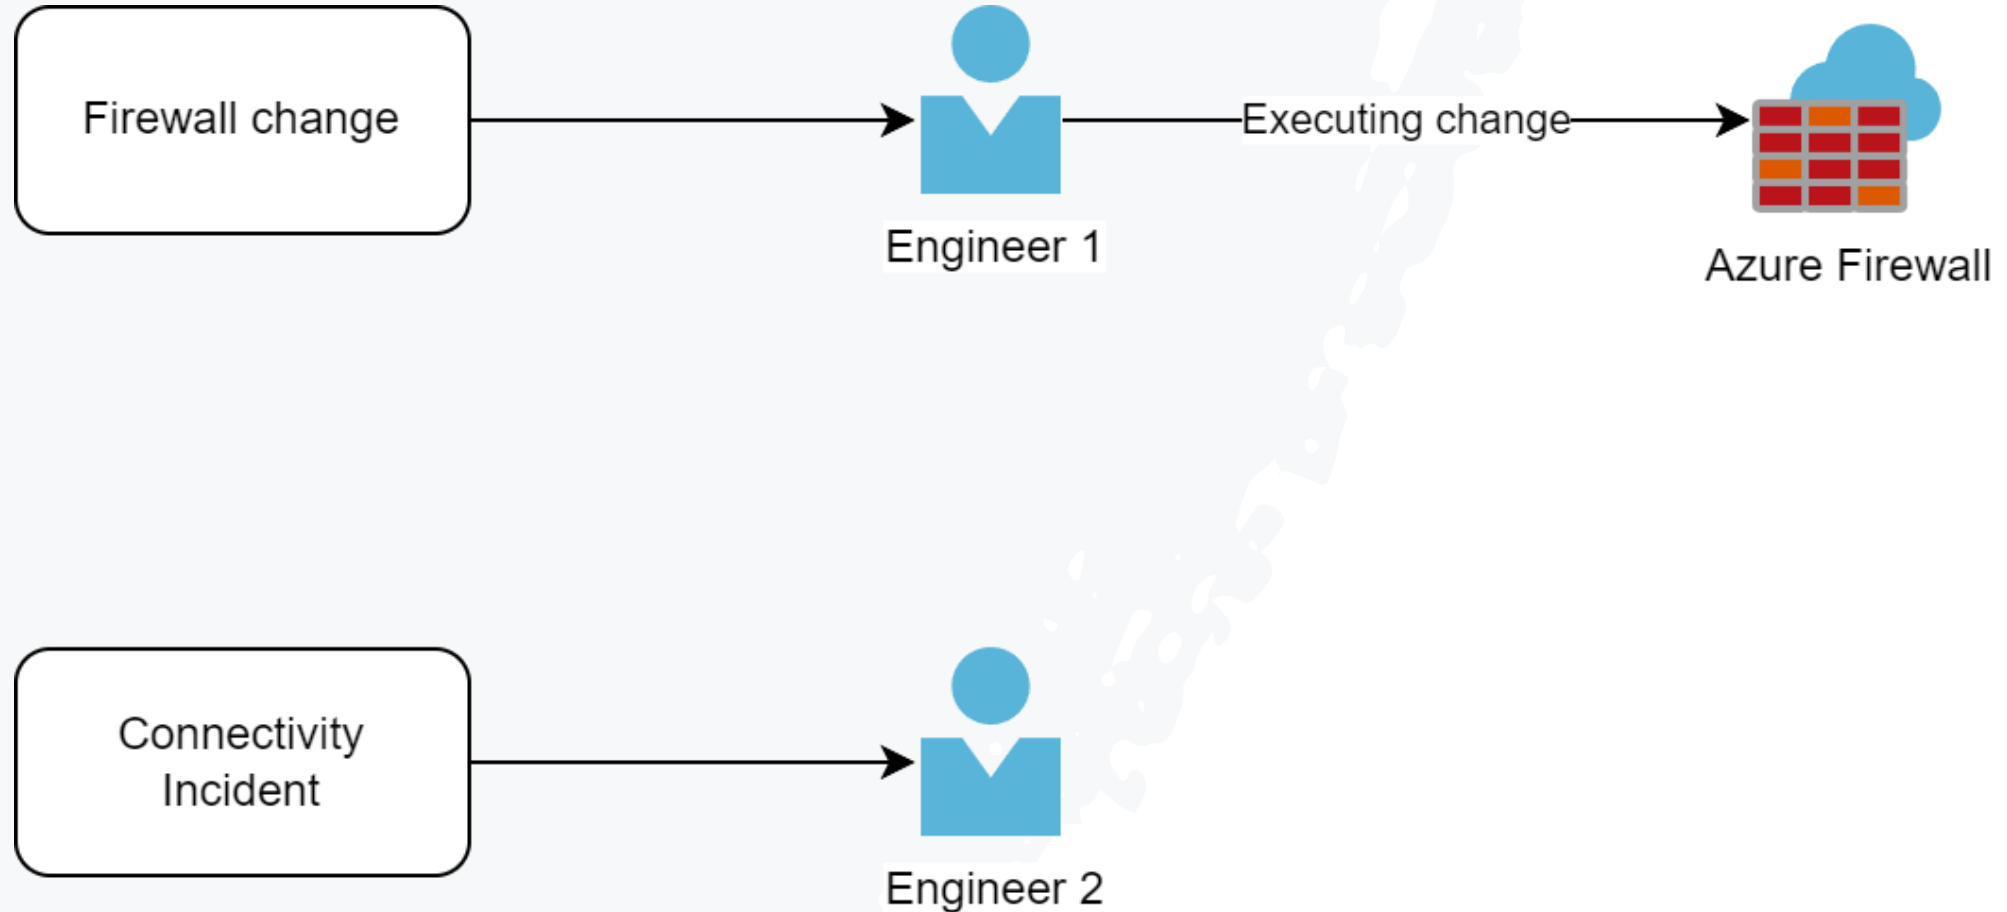 Firewall change
Executing change
Engineer 1
Azure Firewall
Connectivity
Incident
Engineer 2